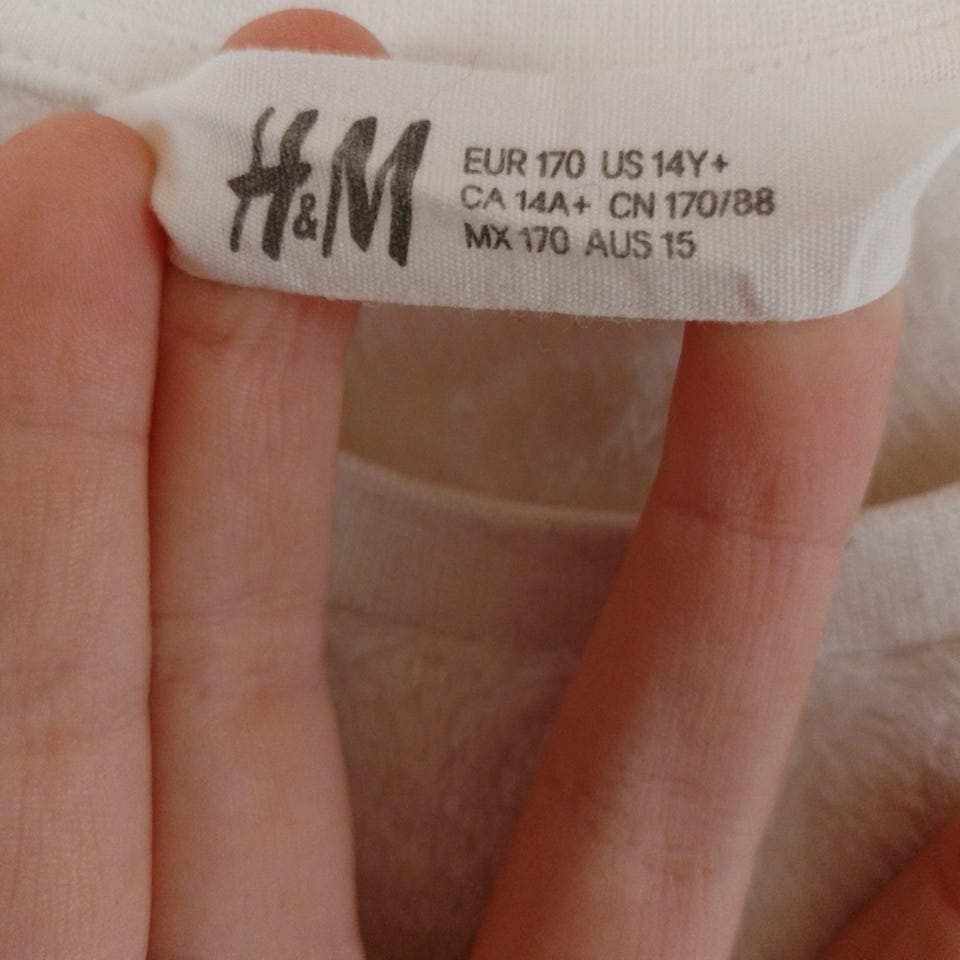 H&M
EUR 170 US 14Y+
CA 14A+ CN 170/88
MX 170 AUS 15